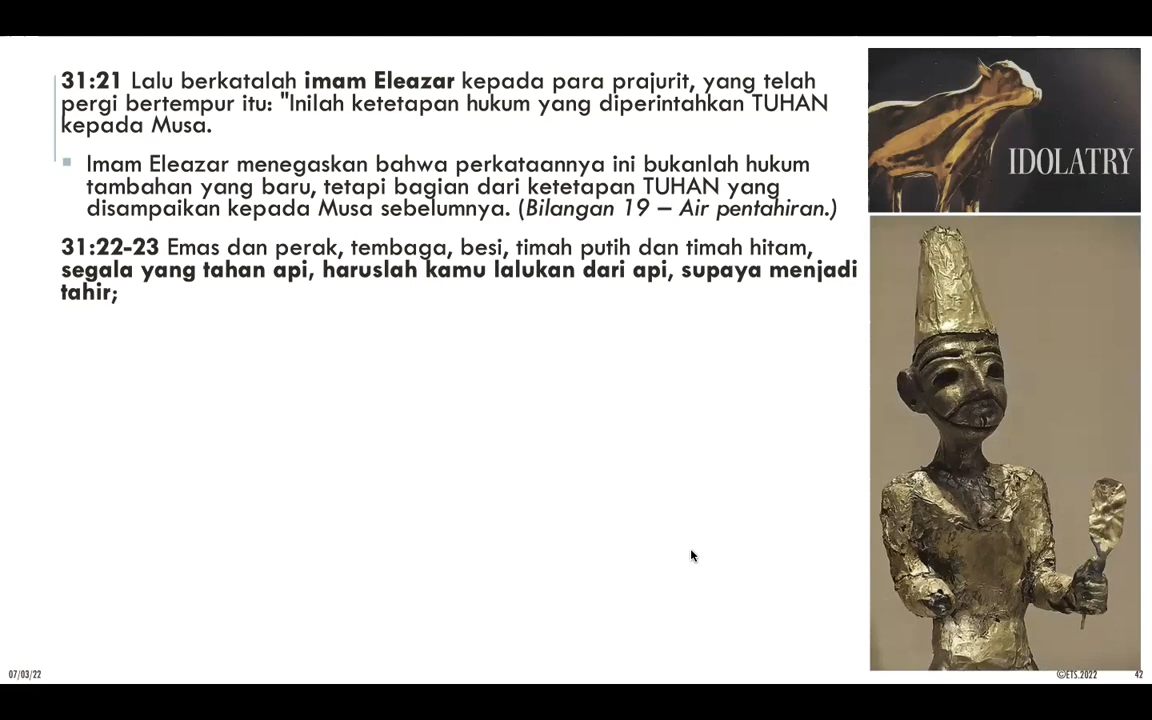 31:21 Lalu berkatalah imam Eleazar kepada para prajurit, yang telah
pergi bertempur itu: "Inilah ketetapan hukum yang diperintahkan TUHAN
kepada Musa.
Imam Eleazar menegaskan bahwa perkataannya ini bukanlah hukum
tambahan yang baru, tetapi bagian dari ketetapan TUHAN yang
disampaikan kepada Musa sebelumnya. (Bilangan 19 – Air pentahiran.)
31:22-23 Emas dan perak, tembaga, besi, timah putih dan timah hitam,
segala yang tahan api, haruslah kamu lalukan dari api, supaya menjadi
tahir;
IDOLATRY
07/03/22
©ETS.2022
42